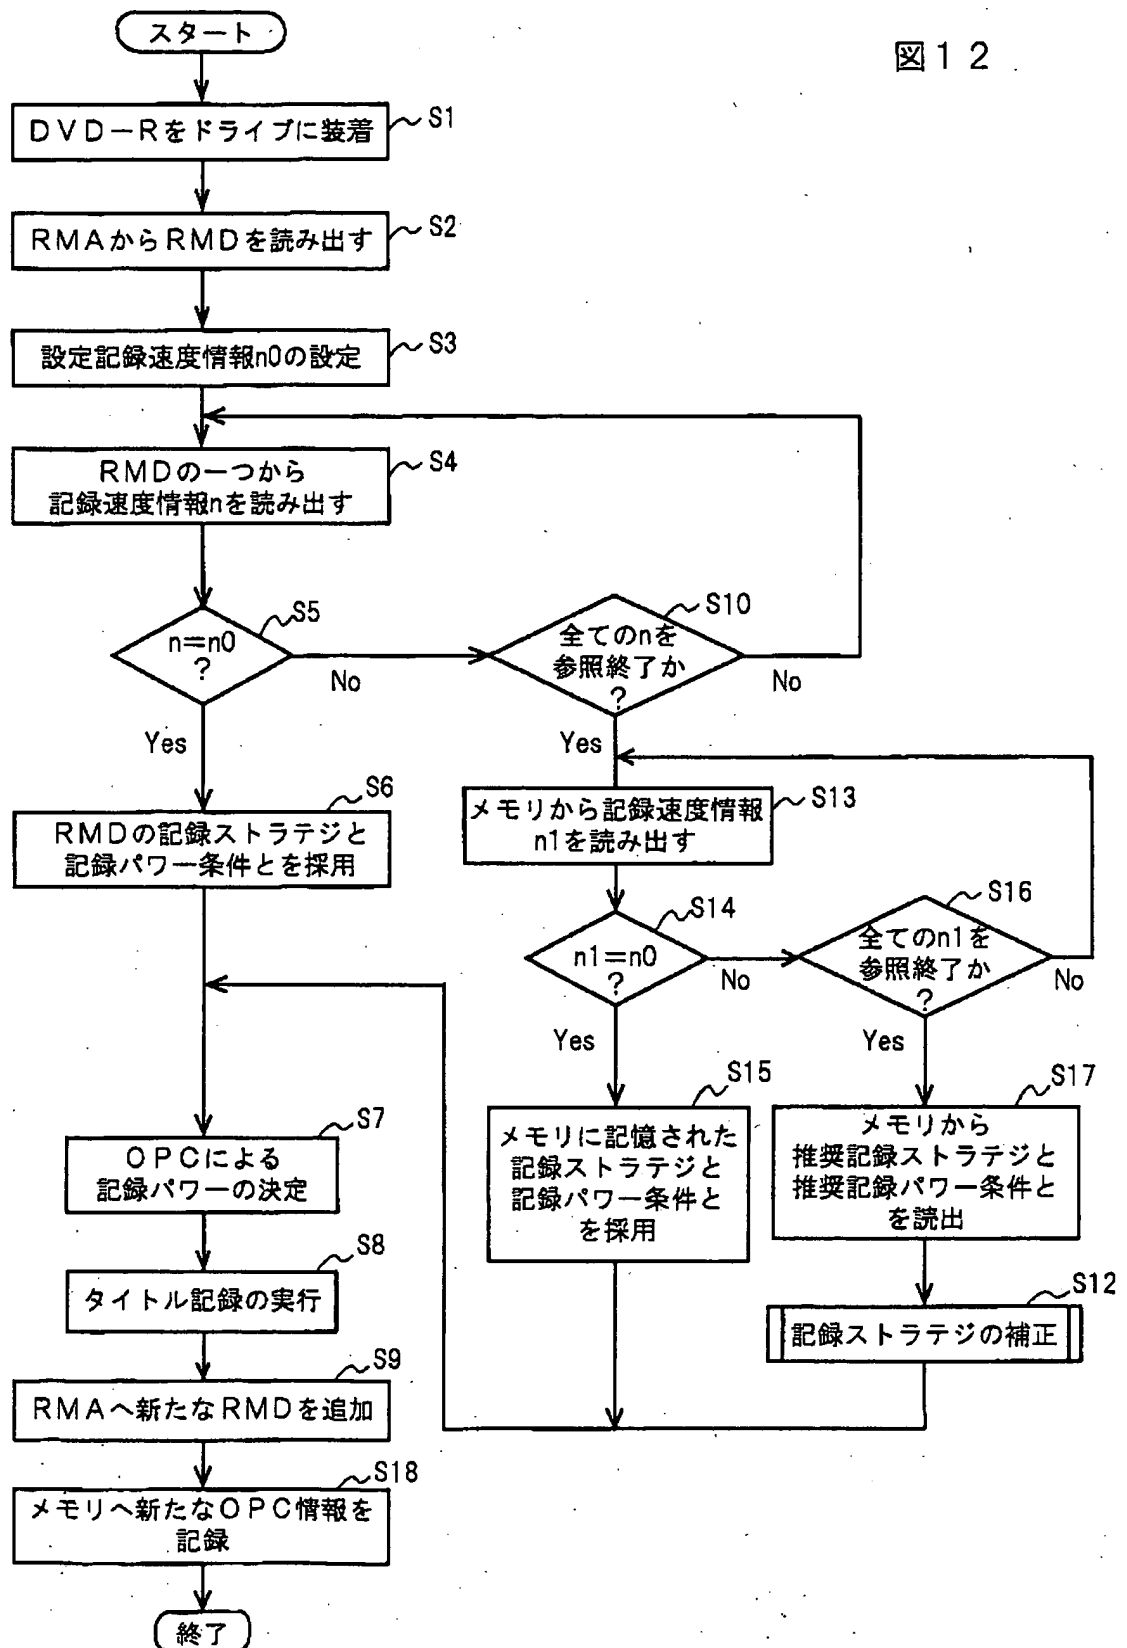 図12
スタート
DVD-Rをドライブに装着
S1
RMAからRMDを読み出す
S2
設定記録速度情報n0の設定
S3
RMDの一つから
記録速度情報nを読み出す
S4
n=n0
?
S5
No
Yes
全てのnを
参照終了か
?
S10
No
Yes
RMDの記録ストラテジと
記録パワー条件とを採用
S6
メモリから記録速度情報
n1を読み出す
S13
n1=n0
?
S14
No
Yes
全てのn1を
参照終了か
?
S16
No
Yes
メモリに記憶された
記録ストラテジと
記録パワー条件と
を採用
S15
メモリから
推奨記録ストラテジと
推奨記録パワー条件と
を読出
S17
記録ストラテジの補正
S12
OPCによる
記録パワーの決定
S7
タイトル記録の実行
S8
RMAへ新たなRMDを追加
S9
メモリへ新たなOPC情報を
記録
S18
終了